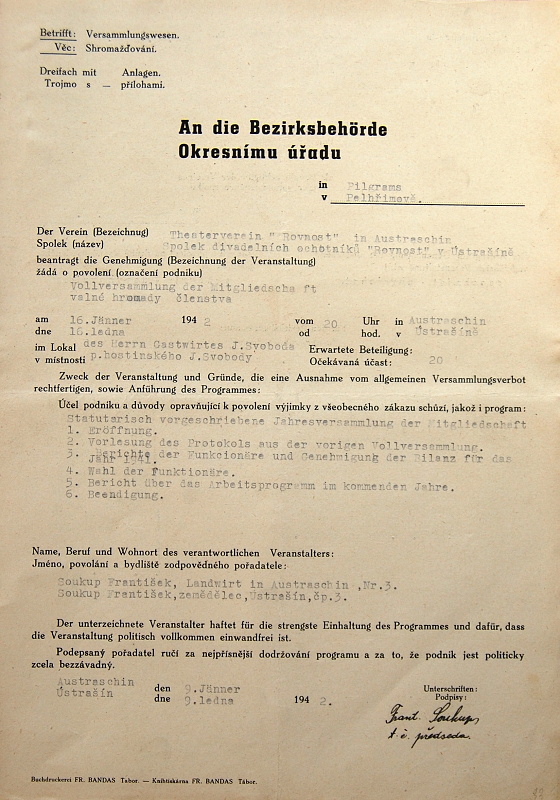 Betrifft: Versammlungswesen.
Věc: Shromažďování.
Dreifach mit Anlagen.
Trojmo s — přílohami.
An die Bezirksbehörde
Okresnímu úřadu
in Pilgrams
v Pelhřimově.
Der Verein (Bezeichnug) Theaterverein "Rovnost" in Austraschin
Spolek (název) Spolek divadelních ochotníků "Rovnost" v Ústrašíně
beantragt die Genehmigung (Bezeichnung der Veranstaltung)
žádá o povolení (označení podniku)
Vollversammlung der Mitgliedscha ft
valné hromady členstva
am 16.Jänner 194 2 vom 20 Uhr in Austraschin
dne 16.ledna od hod. v Ústrašíně
im Lokal des Herrn Gastwirtes J.Svoboda Erwartete Beteiligung:
v místnosti p.hostinského J.Svobody Očekávaná účast: 20
Zweck der Veranstaltung und Gründe, die eine Ausnahme vom allgemeinen Versammlungsverbot
rechtfertigen, sowie Anführung des Programmes:
Účel podniku a důvody opravňující k povolení výjimky z všeobecného zákazu schůzí, jakož i program:
Statutarisch vorgeschriebene Jahresversammlung der Mitgliedschaft
1. Eröffnung.
2. Vorlesung des Protokols aus der vorigen Vollversammlung.
3. Berichte der Funkcionäre und Genehmigung der Bilanz für das
Jahr 1941.
4. Wahl der Funktionäre.
5. Bericht über das Arbeitsprogramm im kommenden Jahre.
6. Beendigung.
Name, Beruf und Wohnort des verantwortlichen Veranstalters:
Jméno, povolání a bydliště zodpovědného pořadatele:
Soukup František, Landwirt in Austraschin ,Nr.3.
Soukup František,zemědělec,Ústrašín,čp.3.
Der unterzeichnete Veranstalter haftet für die strengste Einhaltung des Programmes und dafür, dass
die Veranstaltung politisch vollkommen einwandfrei ist.
Podepsaný pořadatel ručí za nejpřísnější dodržování programu a za to, že podnik jest politicky
zcela bezzávadný.
Austraschin den 9.Jänner 194 2.
Ústrašín dne 9.ledna
Unterschriften:
Podpisy:
Frant. Soukup
t. č. předseda.
Buchdruckerei FR. BANDAS Tabor. — Knihtiskárna FR. BANDAS Tábor.